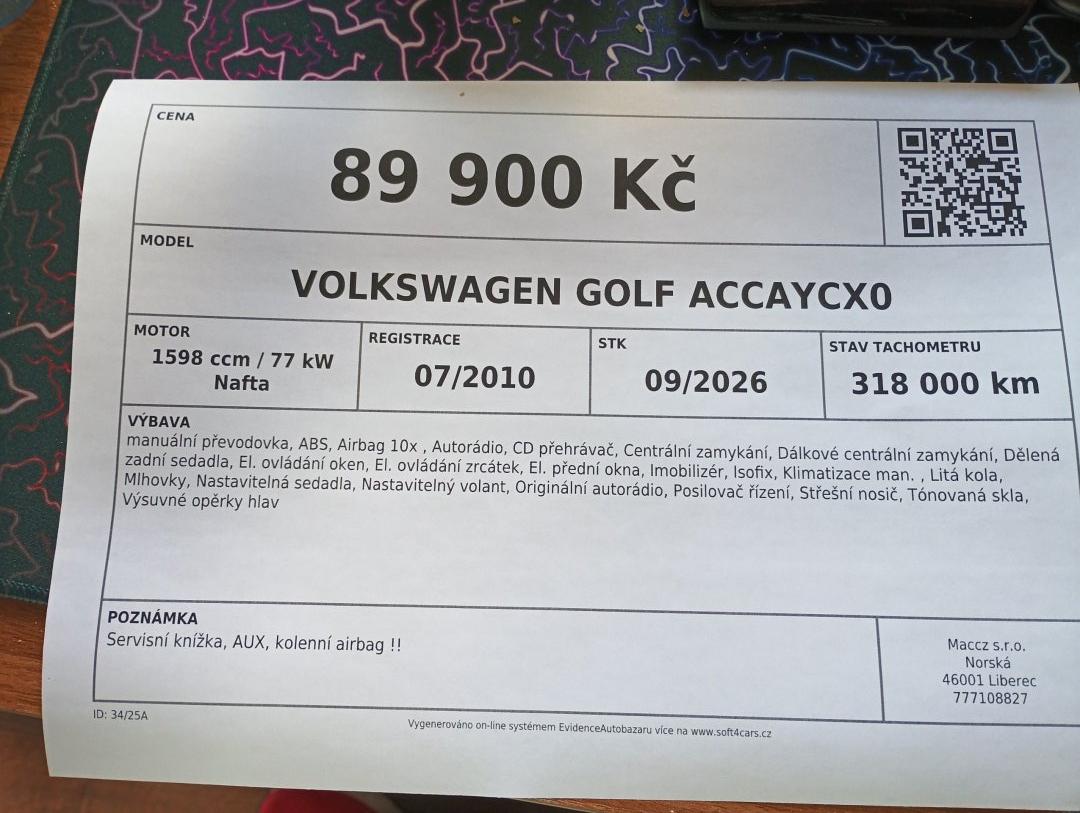 CENA
89 900 Kč
MODEL
VOLKSWAGEN GOLF ACCAYCX0
MOTOR
1598 ccm / 77 kW
Nafta
REGISTRACE
07/2010
STK
09/2026
STAV TACHOMETRU
318 000 km
VÝBAVA
manuální převodovka, ABS, Airbag 10x , Autorádio, CD přehrávač, Centrální zamykání, Dálkové centrální zamykání, Dělená
zadní sedadla, El. ovládání oken, El. ovládání zrcátek, El. přední okna, Imobilizér, Isofix, Klimatizace man. , Litá kola,
Mlhovky, Nastavitelná sedadla, Nastavitelný volant, Originální autorádio, Posilovač řízení, Střešní nosič, Tónovaná skla,
Výsuvné opěrky hlav
POZNÁMKA
Servisní knížka, AUX, kolenní airbag !!
Maccz s.r.o.
Norská
46001 Liberec
777108827
ID: 34/25A
Vygenerováno on-line systémem EvidenceAutobazaru více na www.soft4cars.cz